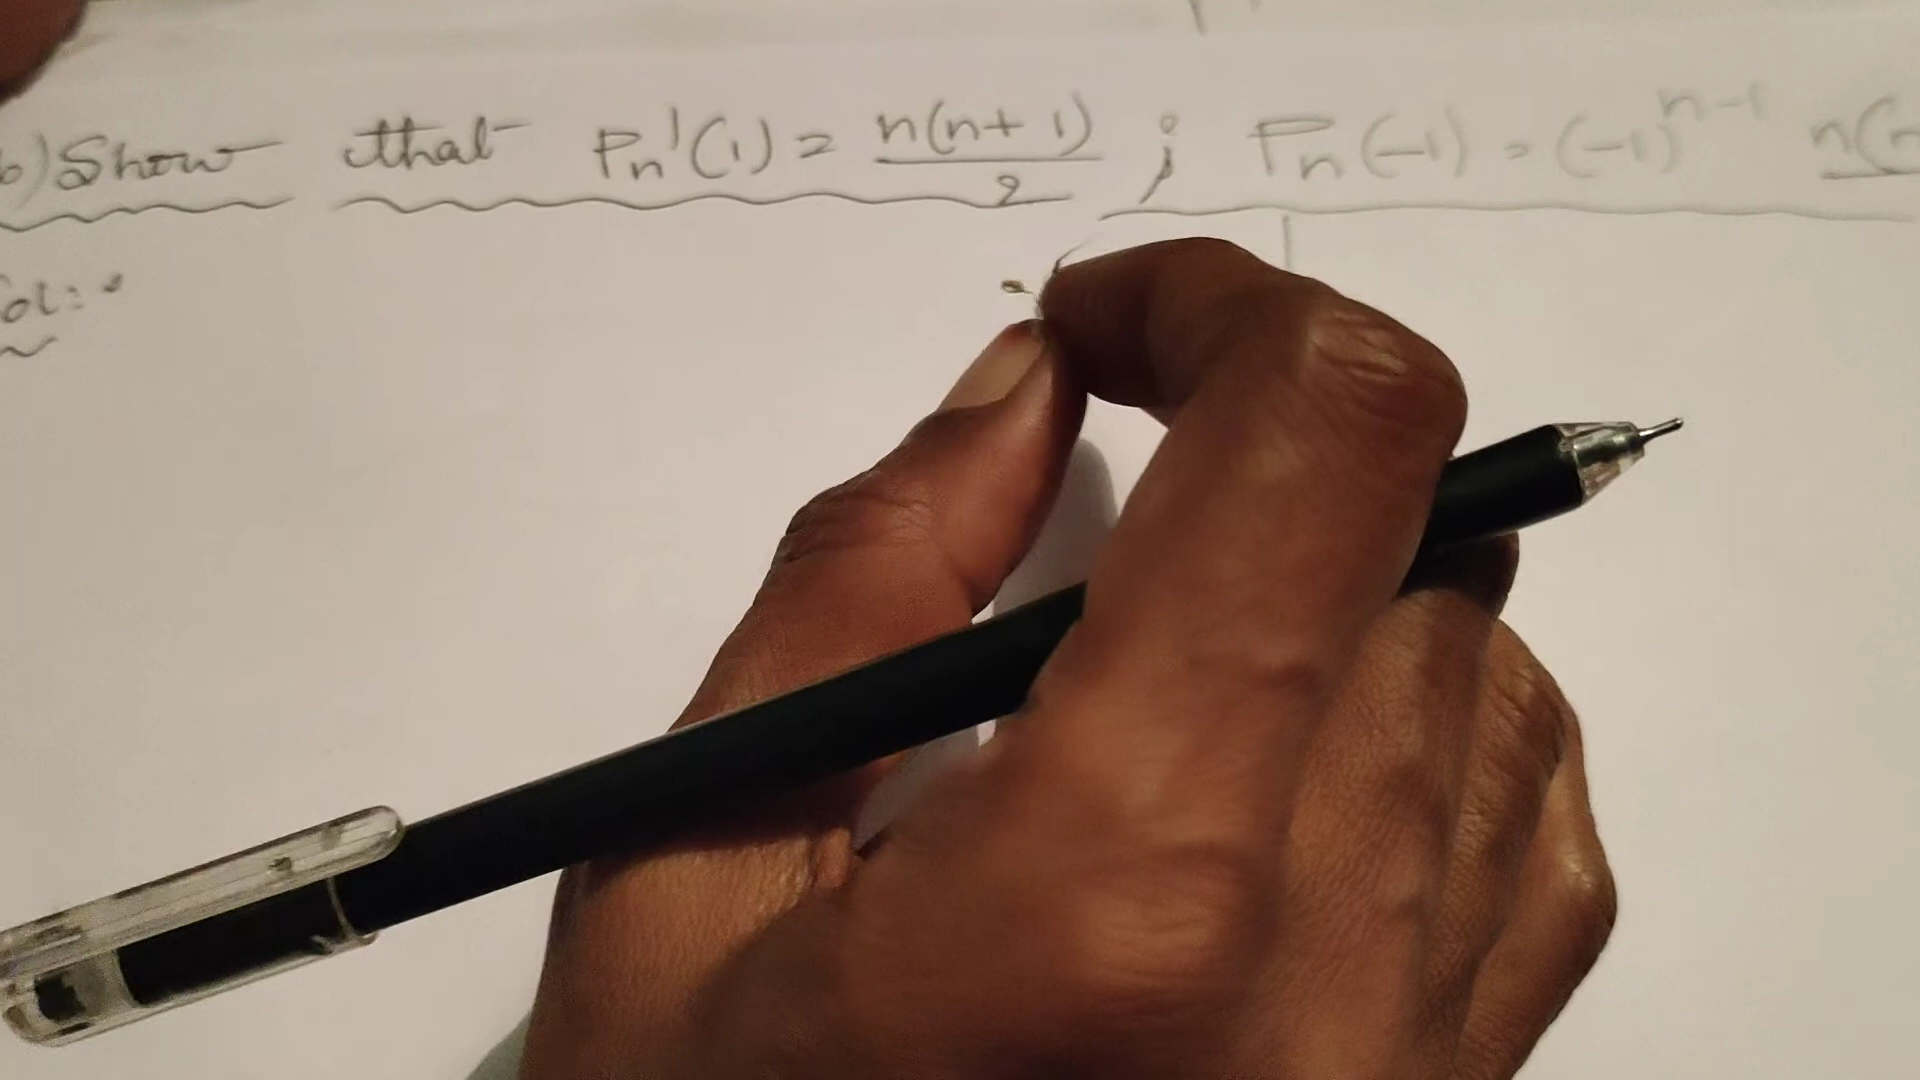 b) Show that Pn'(1) = n(n+1)/2 ; Pn(-1) = (-1)^n-1 n(n
Sol:-